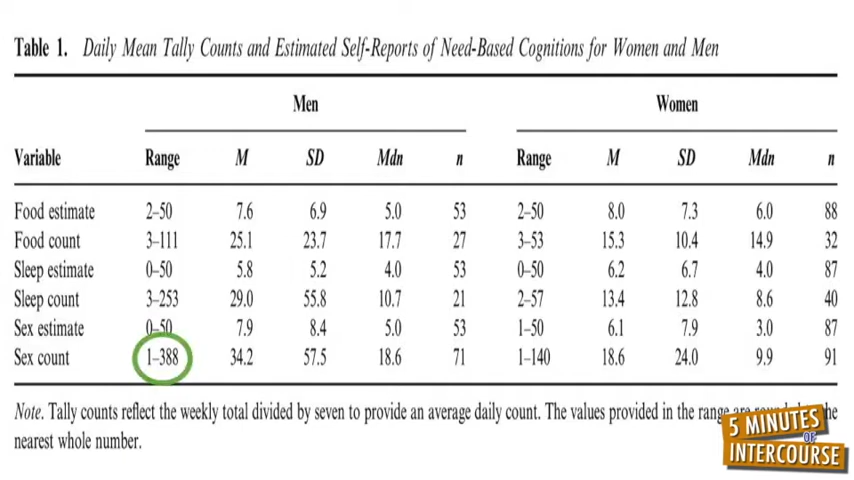 Table 1. Daily Mean Tally Counts and Estimated Self-Reports of Need-Based Cognitions for Women and Men
Men Women
Variable Range M SD Mdn n Range M SD Mdn n
Food estimate 2–50 7.6 6.9 5.0 53 2–50 8.0 7.3 6.0 88
Food count 3–111 25.1 23.7 17.7 27 3–53 15.3 10.4 14.9 32
Sleep estimate 0–50 5.8 5.2 4.0 53 0–50 6.2 6.7 4.0 87
Sleep count 3–253 29.0 55.8 10.7 21 2–57 13.4 12.8 8.6 40
Sex estimate 0–50 7.9 8.4 5.0 53 1–50 6.1 7.9 3.0 87
Sex count 1–388 34.2 57.5 18.6 71 1–140 18.6 24.0 9.9 91
Note. Tally counts reflect the weekly total divided by seven to provide an average daily count. The values provided in the range are the
nearest whole number.
5 MINUTES
OF
INTERCOURSE